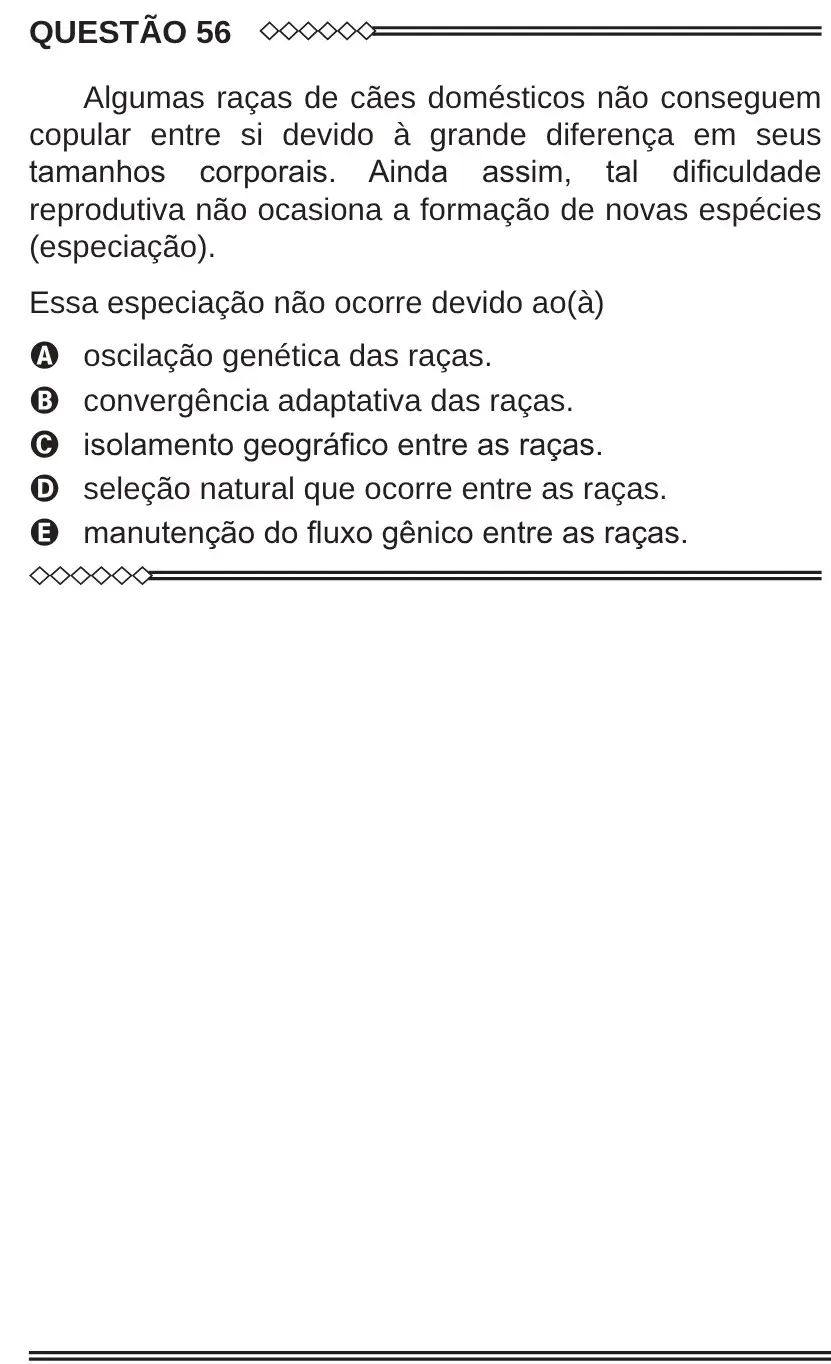 QUESTÃO 56
Algumas raças de cães domésticos não conseguem
copular entre si devido à grande diferença em seus
tamanhos corporais. Ainda assim, tal dificuldade
reprodutiva não ocasiona a formação de novas espécies
(especiação).
Essa especiação não ocorre devido ao(à)
A oscilação genética das raças.
B convergência adaptativa das raças.
C isolamento geográfico entre as raças.
D seleção natural que ocorre entre as raças.
E manutenção do fluxo gênico entre as raças.